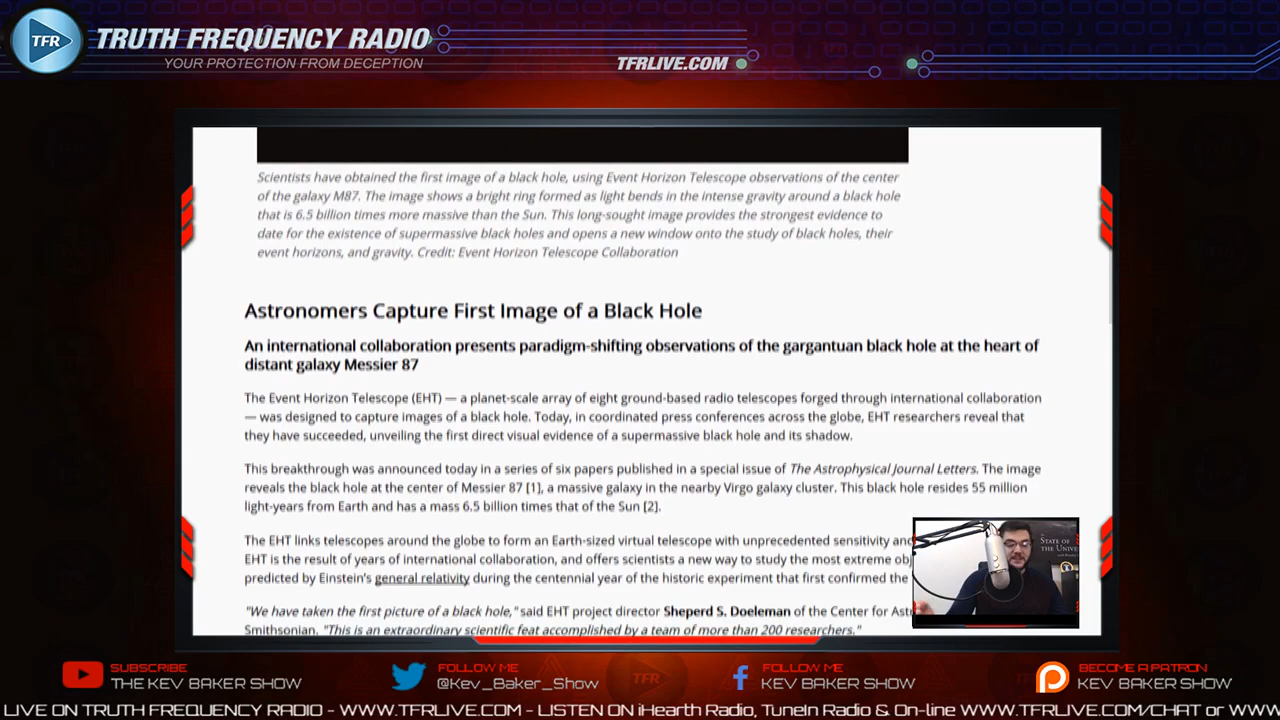 TFR
TRUTH FREQUENCY RADIO
YOUR PROTECTION FROM DECEPTION
TFRLIVE.COM
Scientists have obtained the first image of a black hole, using Event Horizon Telescope observations of the center
of the galaxy M87. The image shows a bright ring formed as light bends in the intense gravity around a black hole
that is 6.5 billion times more massive than the Sun. This long-sought image provides the strongest evidence to
date for the existence of supermassive black holes and opens a new window onto the study of black holes, their
event horizons, and gravity. Credit: Event Horizon Telescope Collaboration
Astronomers Capture First Image of a Black Hole
An international collaboration presents paradigm-shifting observations of the gargantuan black hole at the heart of
distant galaxy Messier 87
The Event Horizon Telescope (EHT) — a planet-scale array of eight ground-based radio telescopes forged through international collaboration
— was designed to capture images of a black hole. Today, in coordinated press conferences across the globe, EHT researchers reveal that
they have succeeded, unveiling the first direct visual evidence of a supermassive black hole and its shadow.
This breakthrough was announced today in a series of six papers published in a special issue of The Astrophysical Journal Letters. The image
reveals the black hole at the center of Messier 87 [1], a massive galaxy in the nearby Virgo galaxy cluster. This black hole resides 55 million
light-years from Earth and has a mass 6.5 billion times that of the Sun [2].
The EHT links telescopes around the globe to form an Earth-sized virtual telescope with unprecedented sensitivity and
EHT is the result of years of international collaboration, and offers scientists a new way to study the most extreme obj
predicted by Einstein's general relativity during the centennial year of the historic experiment that first confirmed the
"We have taken the first picture of a black hole," said EHT project director Sheperd S. Doeleman of the Center for Ast
Smithsonian. "This is an extraordinary scientific feat accomplished by a team of more than 200 researchers."
STATE OF
THE UNIVE
SUBSCRIBE
THE KEV BAKER SHOW
FOLLOW ME
@Kev_Baker_Show
FOLLOW ME
KEV BAKER SHOW
BECOME A PATRON
KEV BAKER SHOW
LIVE ON TRUTH FREQUENCY RADIO - WWW.TFRLIVE.COM - LISTEN ON iHearth Radio, TuneIn Radio & On-line WWW.TFRLIVE.COM/CHAT or WWW